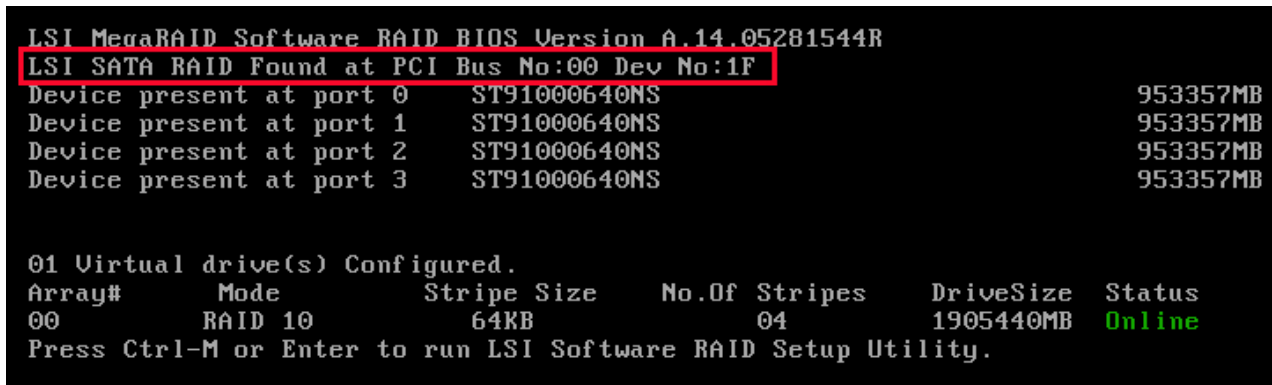 LSI MegaRAID Software RAID BIOS Version A.14.05281544R
LSI SATA RAID Found at PCI Bus No:00 Dev No:1F
Device present at port 0 ST91000640NS 953357MB
Device present at port 1 ST91000640NS 953357MB
Device present at port 2 ST91000640NS 953357MB
Device present at port 3 ST91000640NS 953357MB
01 Virtual drive(s) Configured.
Array# Mode Stripe Size No.Of Stripes DriveSize Status
00 RAID 10 64KB 04 1905440MB Online
Press Ctrl-M or Enter to run LSI Software RAID Setup Utility.